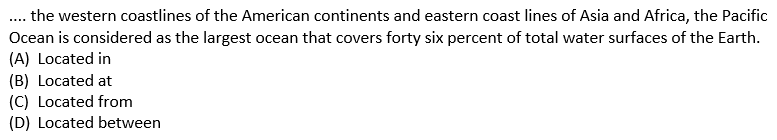 .... the western coastlines of the American continents and eastern coast lines of Asia and Africa, the Pacific
Ocean is considered as the largest ocean that covers forty six percent of total water surfaces of the Earth.
(A) Located in
(B) Located at
(C) Located from
(D) Located between